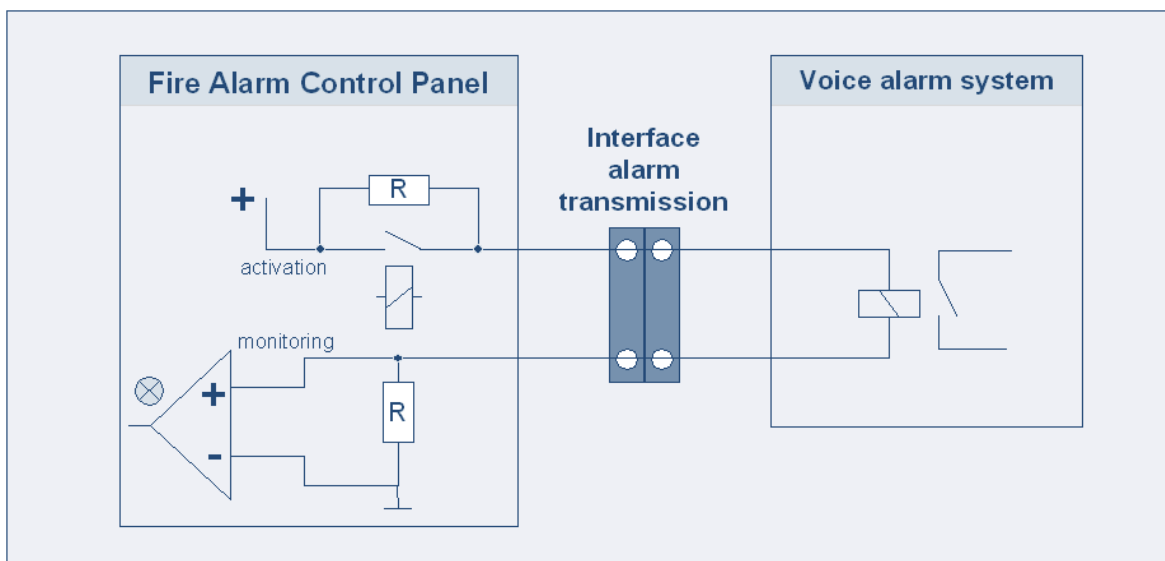 Fire Alarm Control Panel
Voice alarm system
Interface
alarm
transmission
R
+
activation
monitoring
+
R
-